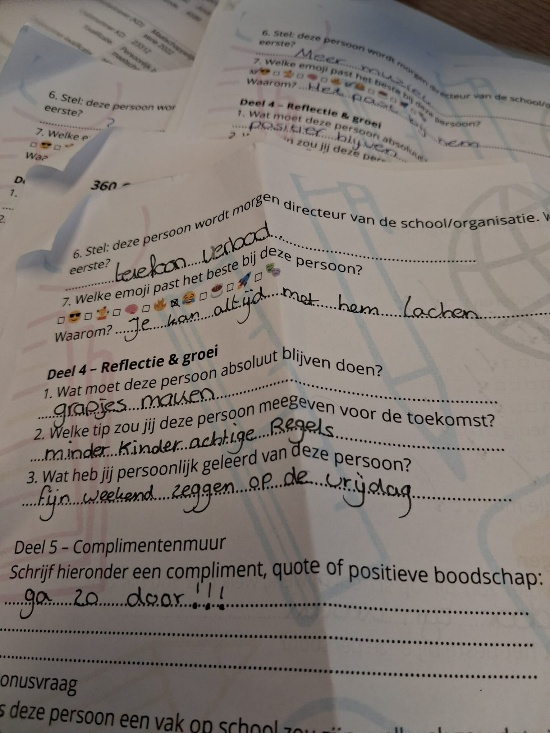 6. Stel: deze persoon wordt morgen directeur van de school/
eerste? Meer
7. Welke emoji past het beste bij deze persoon?
Waarom? Het past bij hem
Deel 4 – Reflectie & groei
1. Wat moet deze persoon absoluut
positief blijven
2. zou jij deze
6. Stel: deze persoon wor
eerste? ?
7. Welke e
Wa
1.
360
6. Stel: deze persoon wordt morgen directeur van de school/organisatie. W
eerste? telefoon verbod
7. Welke emoji past het beste bij deze persoon?
Waarom? Je kan altijd met hem lachen
Deel 4 – Reflectie & groei
1. Wat moet deze persoon absoluut blijven doen?
grapjes maken
2. Welke tip zou jij deze persoon meegeven voor de toekomst?
minder Kinder achtige Regels
3. Wat heb jij persoonlijk geleerd van deze persoon?
fijn weekend zeggen op de vrijdag
Deel 5 – Complimentenmuur
Schrijf hieronder een compliment, quote of positieve boodschap:
ga zo door!!!
onusvraag
s deze persoon een vak op school